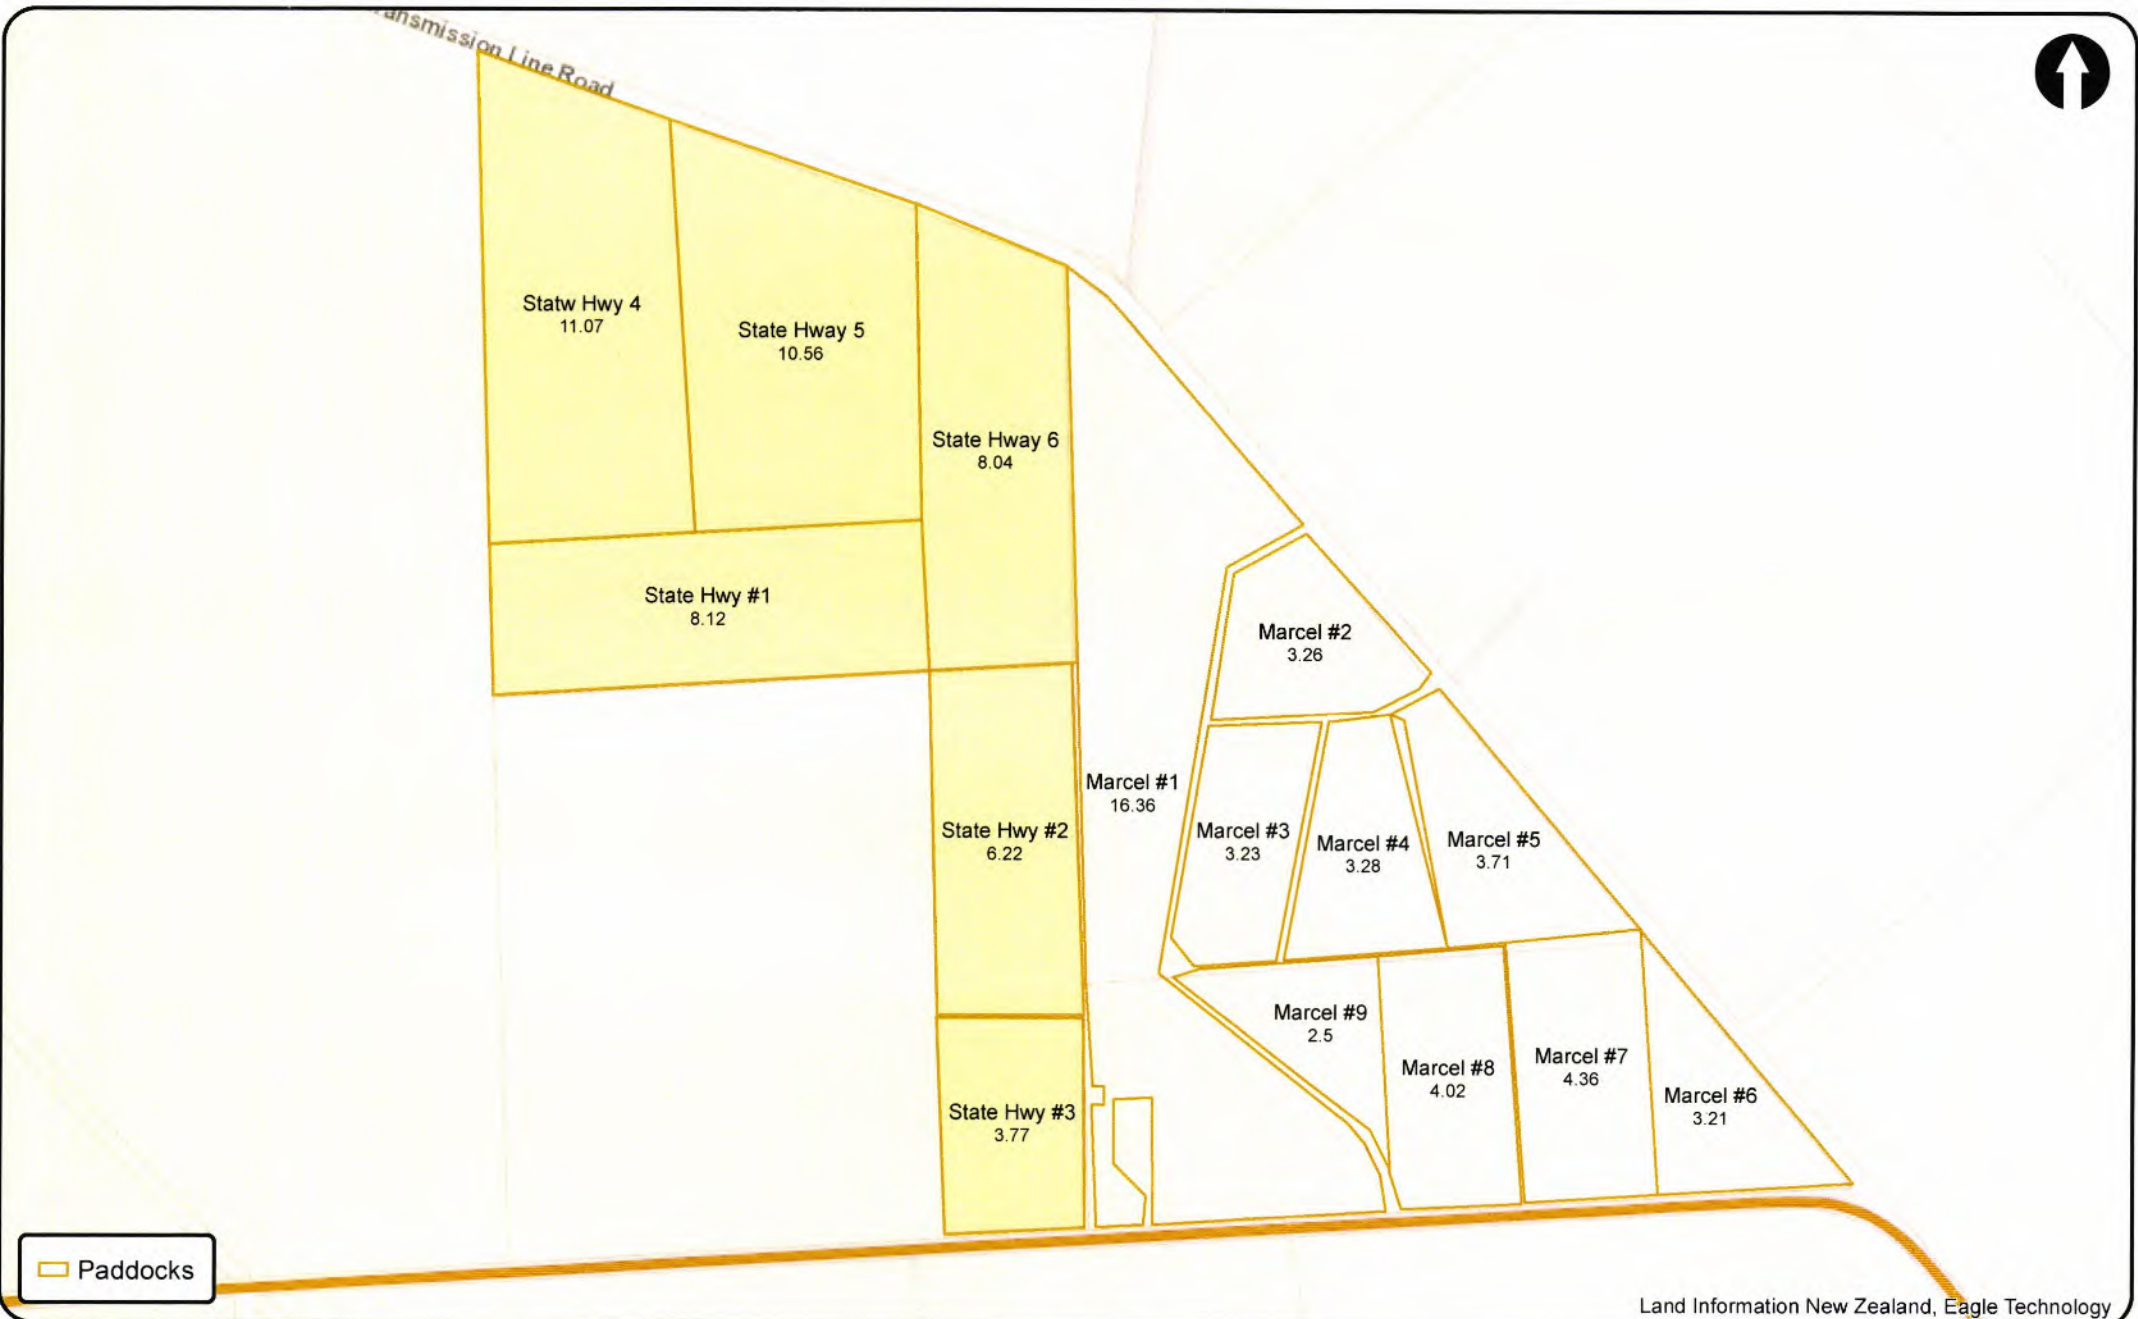 Line Road
Statw Hwy 4
11.07
State Hway 5
10.56
State Hway 6
8.04
State Hwy #1
8.12
Marcel #2
3.26
Marcel #1
16.36
State Hwy #2
6.22
Marcel #3
3.23
Marcel #4
3.28
Marcel #5
3.71
Marcel #9
2.5
Marcel #8
4.02
Marcel #7
4.36
Marcel #6
3.21
State Hwy #3
3.77
Paddocks
Land Information New Zealand, Eagle Technology